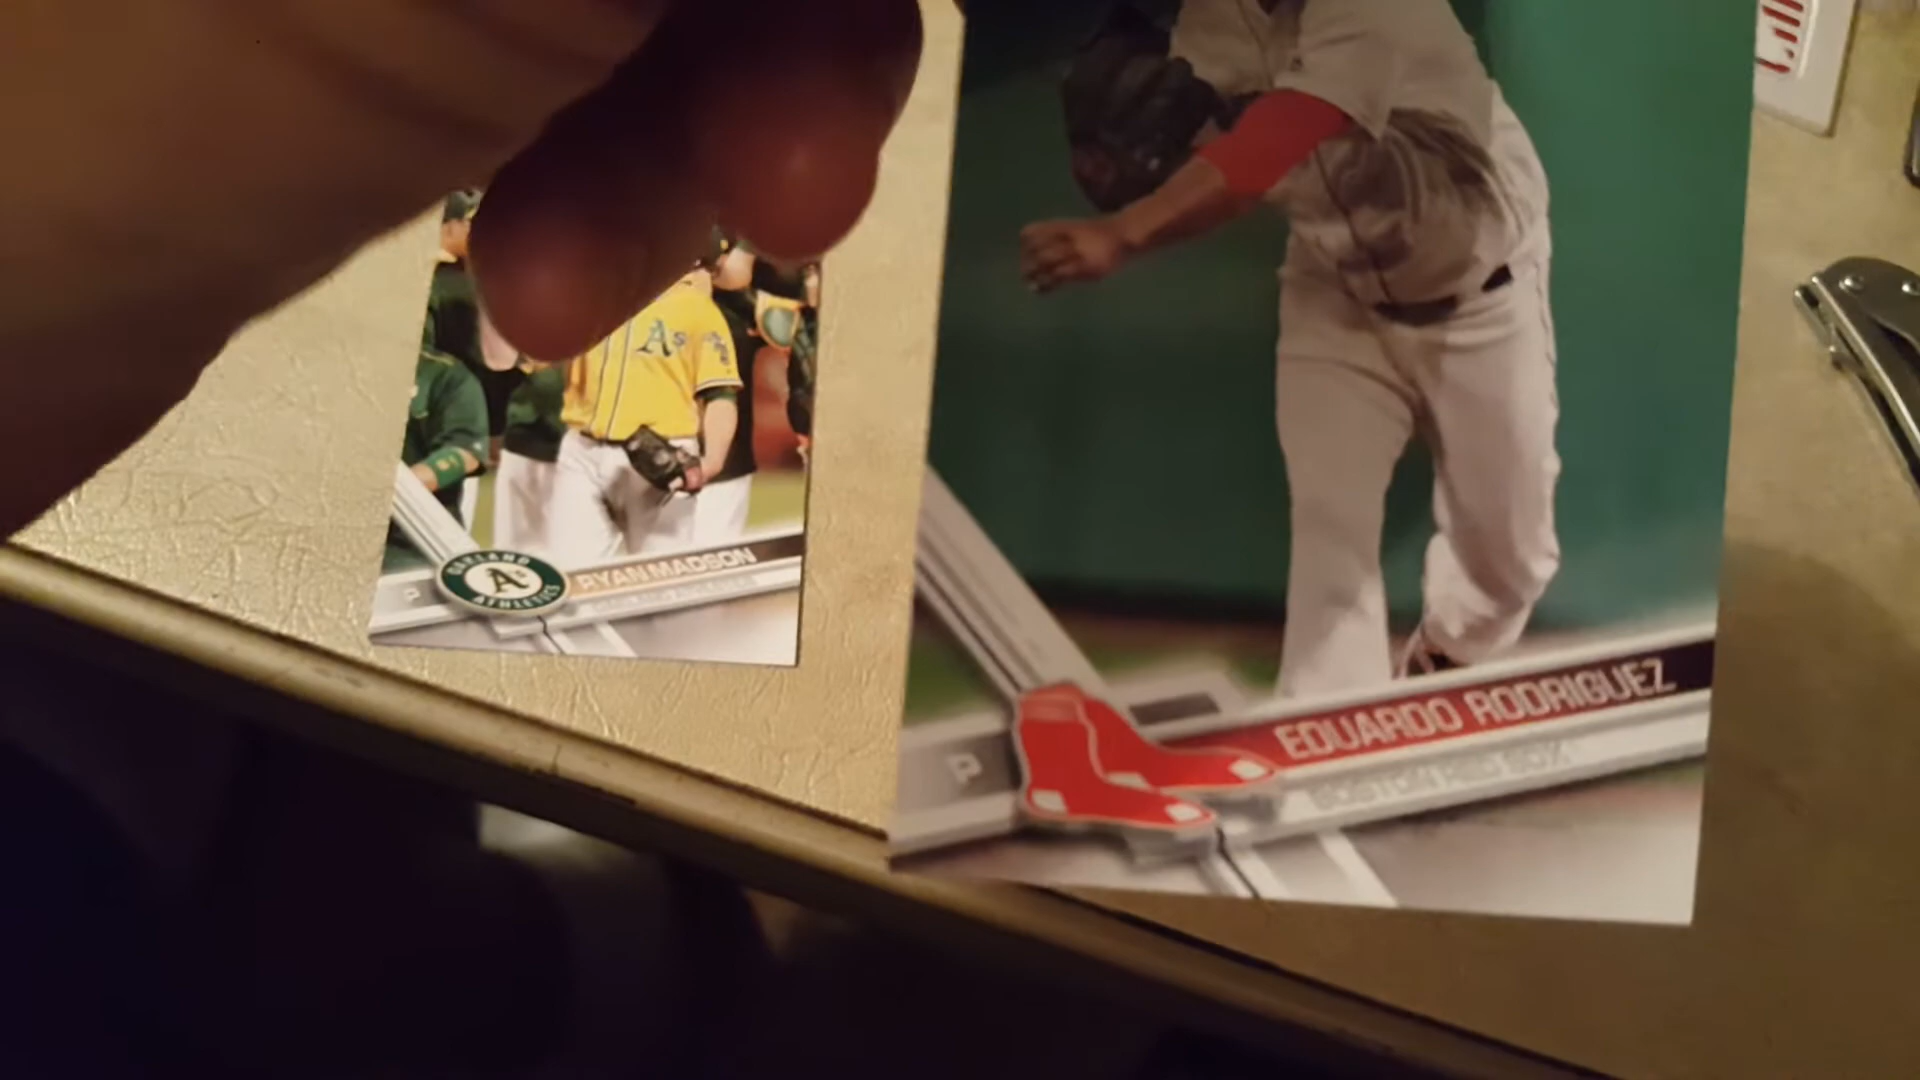 A's
OAKLAND
A's
ATHLETICS
P
RYAN MADSON
P
EDUARDO RODRIGUEZ
BOSTON RED SOX